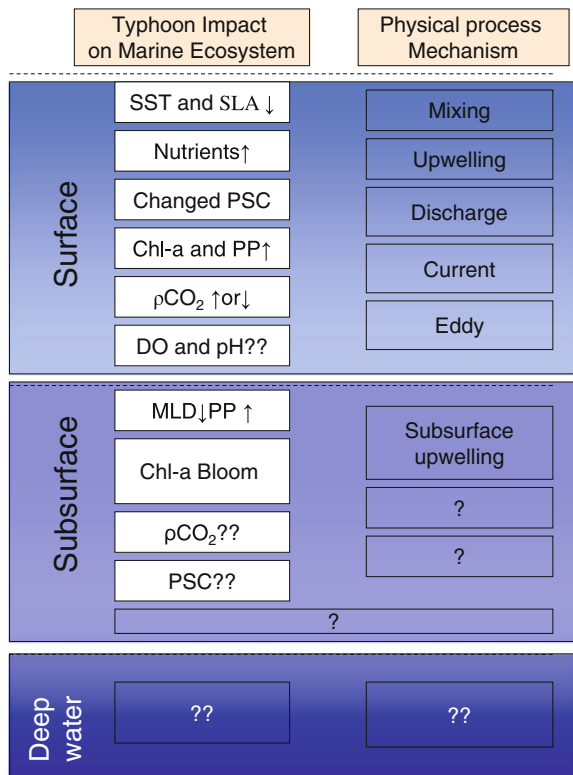 Typhoon Impact
on Marine Ecosystem
Physical process
Mechanism
Surface
SST and SLA ↓
Nutrients↑
Changed PSC
Chl-a and PP↑
ρCO₂ ↑or↓
DO and pH??
Mixing
Upwelling
Discharge
Current
Eddy
Subsurface
MLD↓PP ↑
Chl-a Bloom
ρCO₂??
PSC??
Subsurface
upwelling
?
?
?
Deep
water
??
??